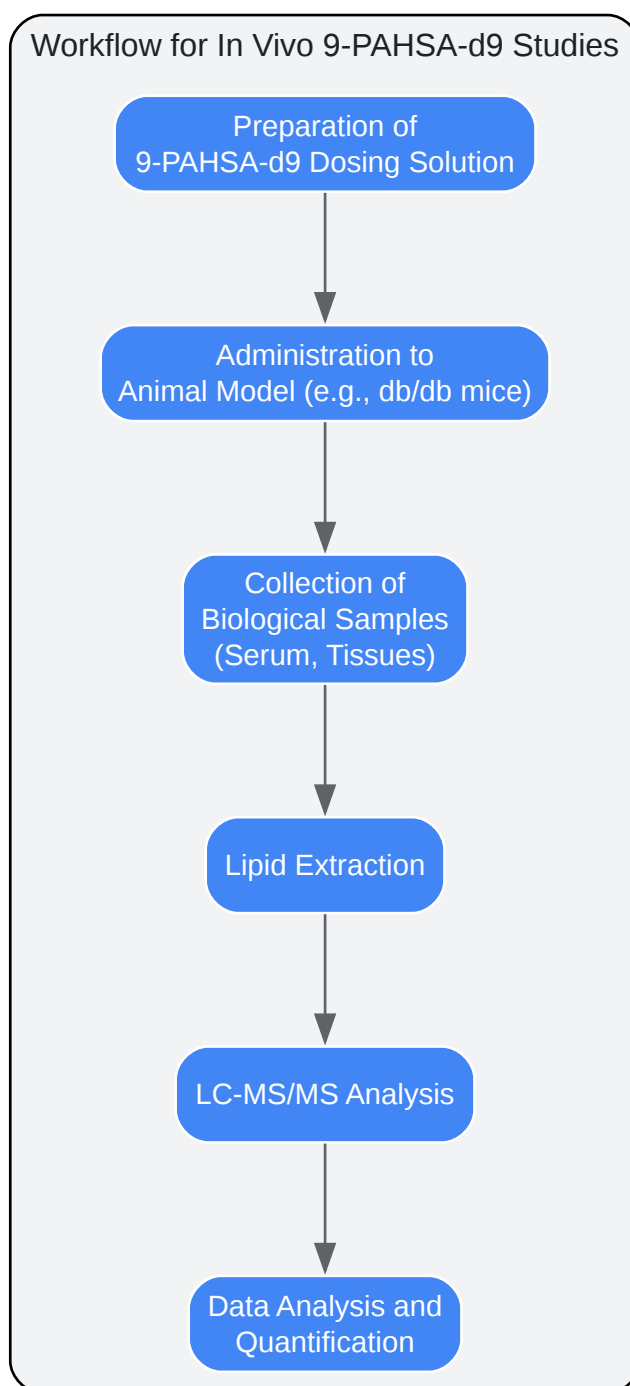 Workflow for In Vivo 9-PAHSA-d9 Studies
Preparation of
9-PAHSA-d9 Dosing Solution
Administration to
Animal Model (e.g., db/db mice)
Collection of
Biological Samples
(Serum, Tissues)
Lipid Extraction
LC-MS/MS Analysis
Data Analysis and
Quantification